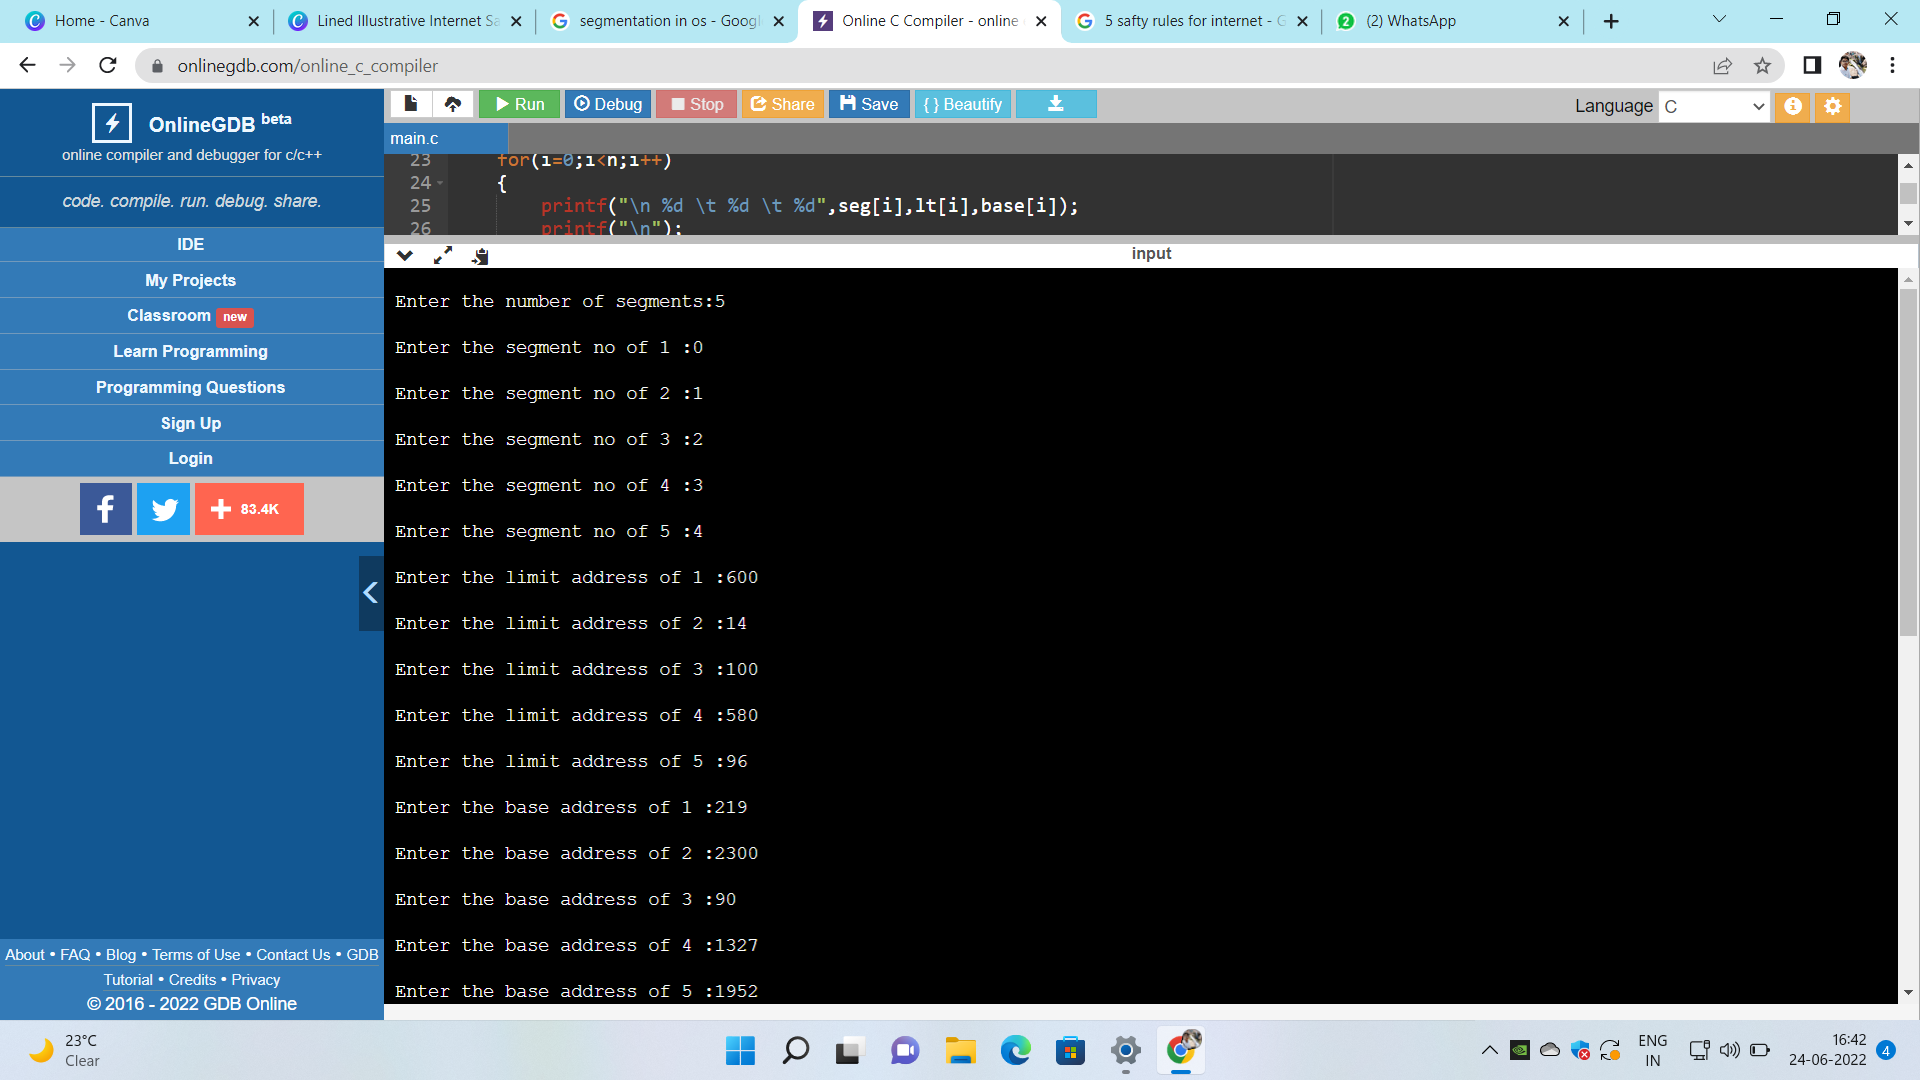 Home - Canva
Lined Illustrative Internet Sa
segmentation in os - Googl
Online C Compiler - online
5 safty rules for internet - G
(2) WhatsApp
onlinegdb.com/online_c_compiler
OnlineGDB beta
online compiler and debugger for c/c++
code. compile. run. debug. share.
IDE
My Projects
Classroom new
Learn Programming
Programming Questions
Sign Up
Login
83.4K
About • FAQ • Blog • Terms of Use • Contact Us • GDB
Tutorial • Credits • Privacy
© 2016 - 2022 GDB Online
Run
Debug
Stop
Share
Save
{ } Beautify
Language C
main.c
23 for(i=0;i<n;i++)
24 {
25 printf("\n %d \t %d \t %d",seg[i],lt[i],base[i]);
26 printf("\n");
input
Enter the number of segments:5
Enter the segment no of 1 :0
Enter the segment no of 2 :1
Enter the segment no of 3 :2
Enter the segment no of 4 :3
Enter the segment no of 5 :4
Enter the limit address of 1 :600
Enter the limit address of 2 :14
Enter the limit address of 3 :100
Enter the limit address of 4 :580
Enter the limit address of 5 :96
Enter the base address of 1 :219
Enter the base address of 2 :2300
Enter the base address of 3 :90
Enter the base address of 4 :1327
Enter the base address of 5 :1952
23°C
Clear
ENG
IN
16:42
24-06-2022
4